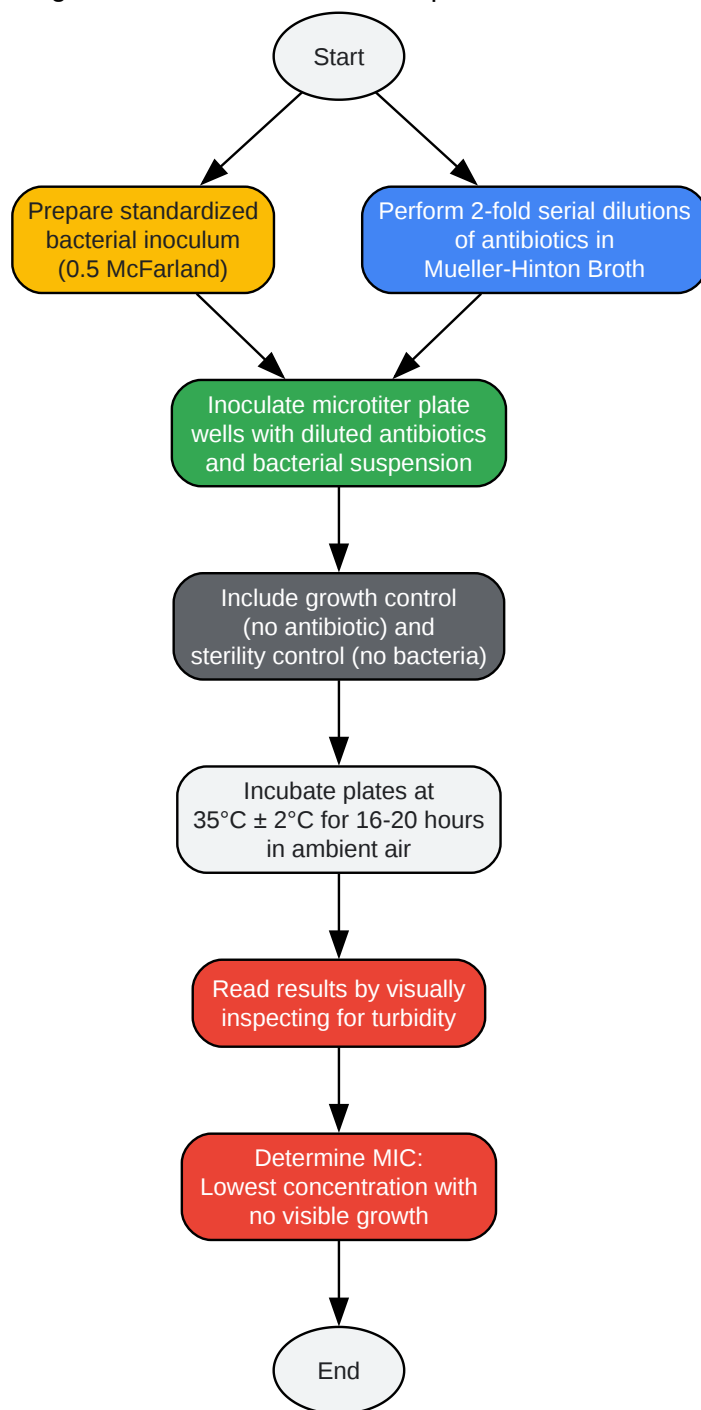 Start
Prepare standardized
bacterial inoculum
(0.5 McFarland)
Perform 2-fold serial dilutions
of antibiotics in
Mueller-Hinton Broth
Inoculate microtiter plate
wells with diluted antibiotics
and bacterial suspension
Include growth control
(no antibiotic) and
sterility control (no bacteria)
Incubate plates at
35°C ± 2°C for 16-20 hours
in ambient air
Read results by visually
inspecting for turbidity
Determine MIC:
Lowest concentration with
no visible growth
End